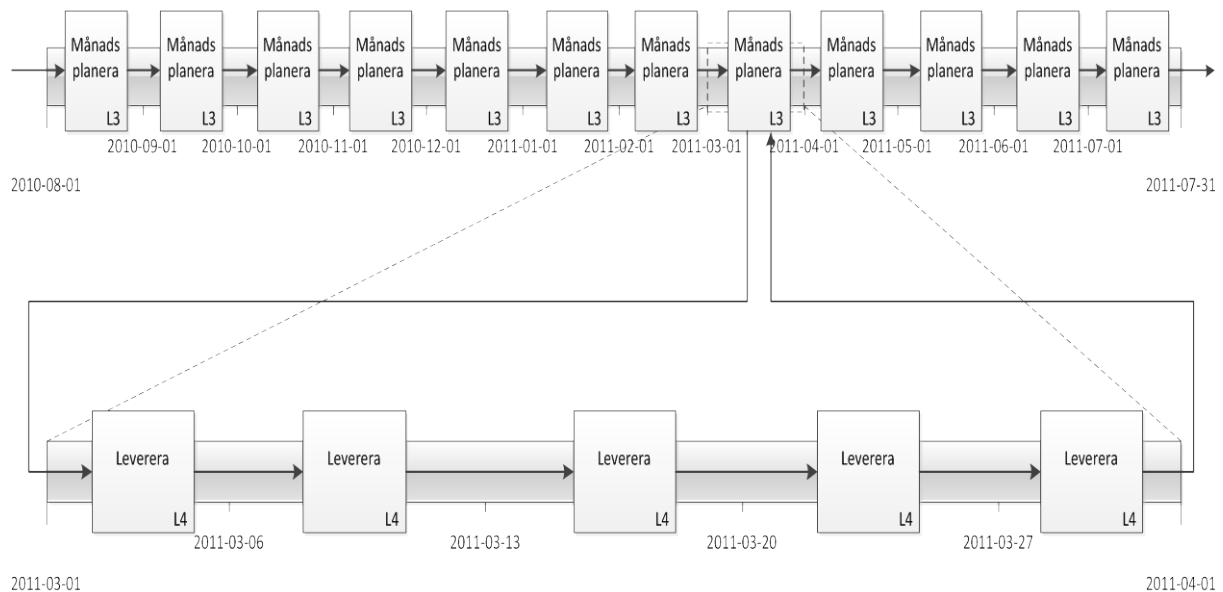 Månads
planera
L3
Månads
planera
L3
Månads
planera
L3
Månads
planera
L3
Månads
planera
L3
Månads
planera
L3
Månads
planera
L3
Månads
planera
L3
Månads
planera
L3
Månads
planera
L3
Månads
planera
L3
Månads
planera
L3
2010-09-01
2010-10-01
2010-11-01
2010-12-01
2011-01-01
2011-02-01
2011-03-01
2011-04-01
2011-05-01
2011-06-01
2011-07-01
2010-08-01
2011-07-31
Leverera
L4
Leverera
L4
Leverera
L4
Leverera
L4
Leverera
L4
2011-03-06
2011-03-13
2011-03-20
2011-03-27
2011-03-01
2011-04-01